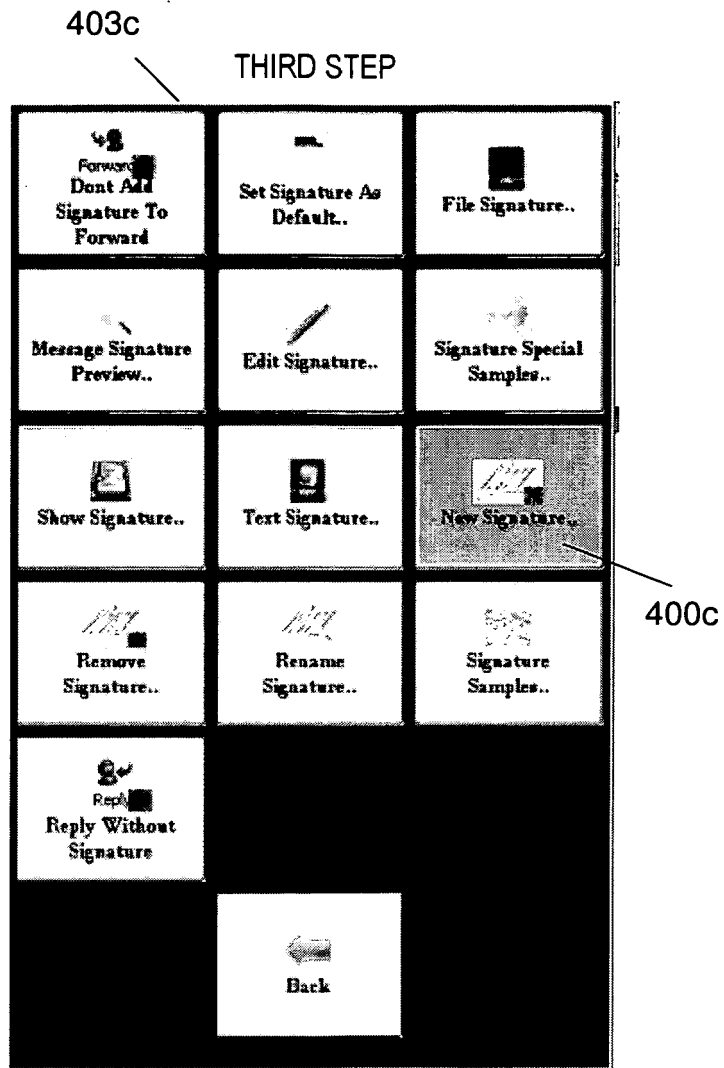 403c
THIRD STEP
Forward
Dont Add
Signature To
Forward
Set Signature As
Default..
File Signature..
Message Signature
Preview..
Edit Signature..
Signature Special
Samples..
Show Signature..
Text Signature..
New Signature..
400c
Remove
Signature..
Rename
Signature..
Signature
Samples..
Reply
Reply Without
Signature
Back